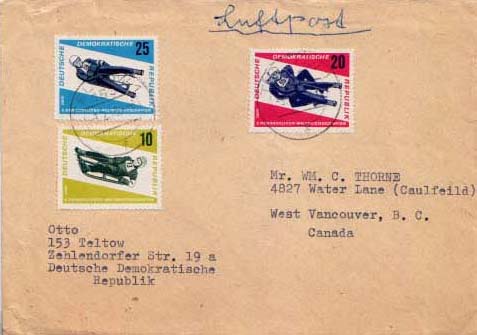 Luftpost
25
DEMOKRATISCHE
DEUTSCHE
REPUBLIK
20
DEMOKRATISCHE
DEUTSCHE
REPUBLIK
10
DEMOKRATISCHE
DEUTSCHE
REPUBLIK
Mr. WM. C. THORNE
4827 Water Lane (Caulfeild)
West Vancouver, B. C.
Canada
Otto
153 Teltow
Zehlendorfer Str. 19 a
Deutsche Demokratische
Republik